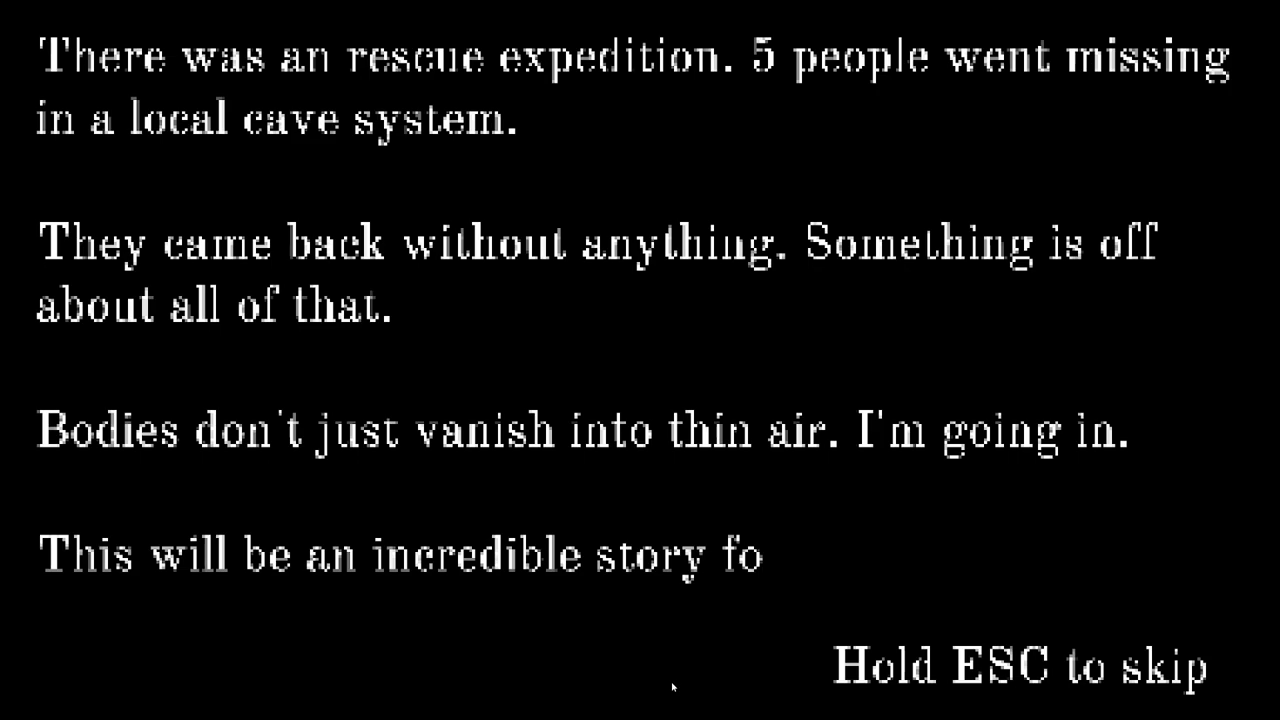 There was an rescue expedition. 5 people went missing
in a local cave system.
They came back without anything. Something is off
about all of that.
Bodies don't just vanish into thin air. I'm going in.
This will be an incredible story fo
Hold ESC to skip